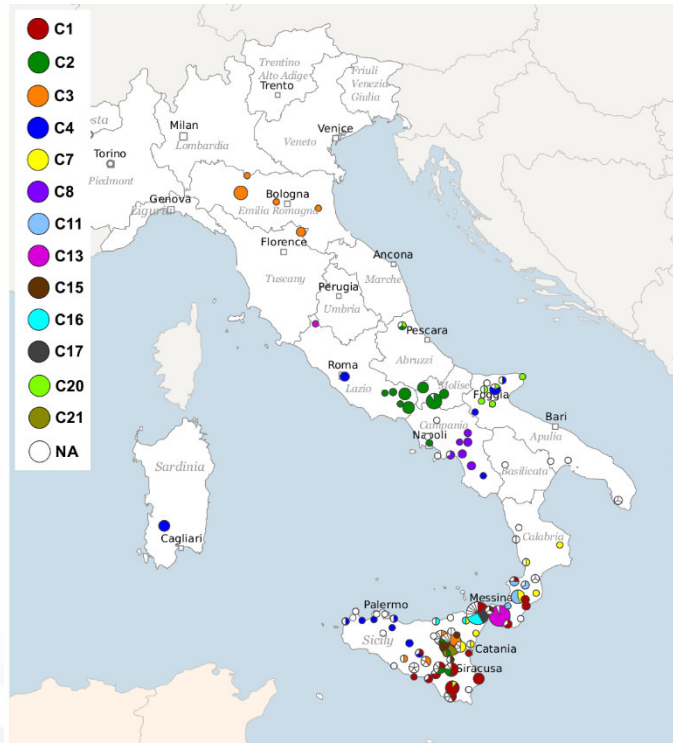 C1
C2
C3
C4
C7
C8
C11
C13
C15
C16
C17
C20
C21
NA
Trentino
Alto Adige
Trento
Friuli
Venezia
Giulia
osta
Milan
Lombardia
Venice
Veneto
Torino
Piedmont
Genova
Liguria
Bologna
Emilia Romagna
Florence
Tuscany
Ancona
Marche
Perugia
Umbria
Pescara
Abruzzi
Roma
Lazio
Molise
Foggia
Campania
Napoli
Bari
Apulia
Basilicata
Sardinia
Cagliari
Calabria
Messina
Palermo
Sicily
Catania
Siracusa